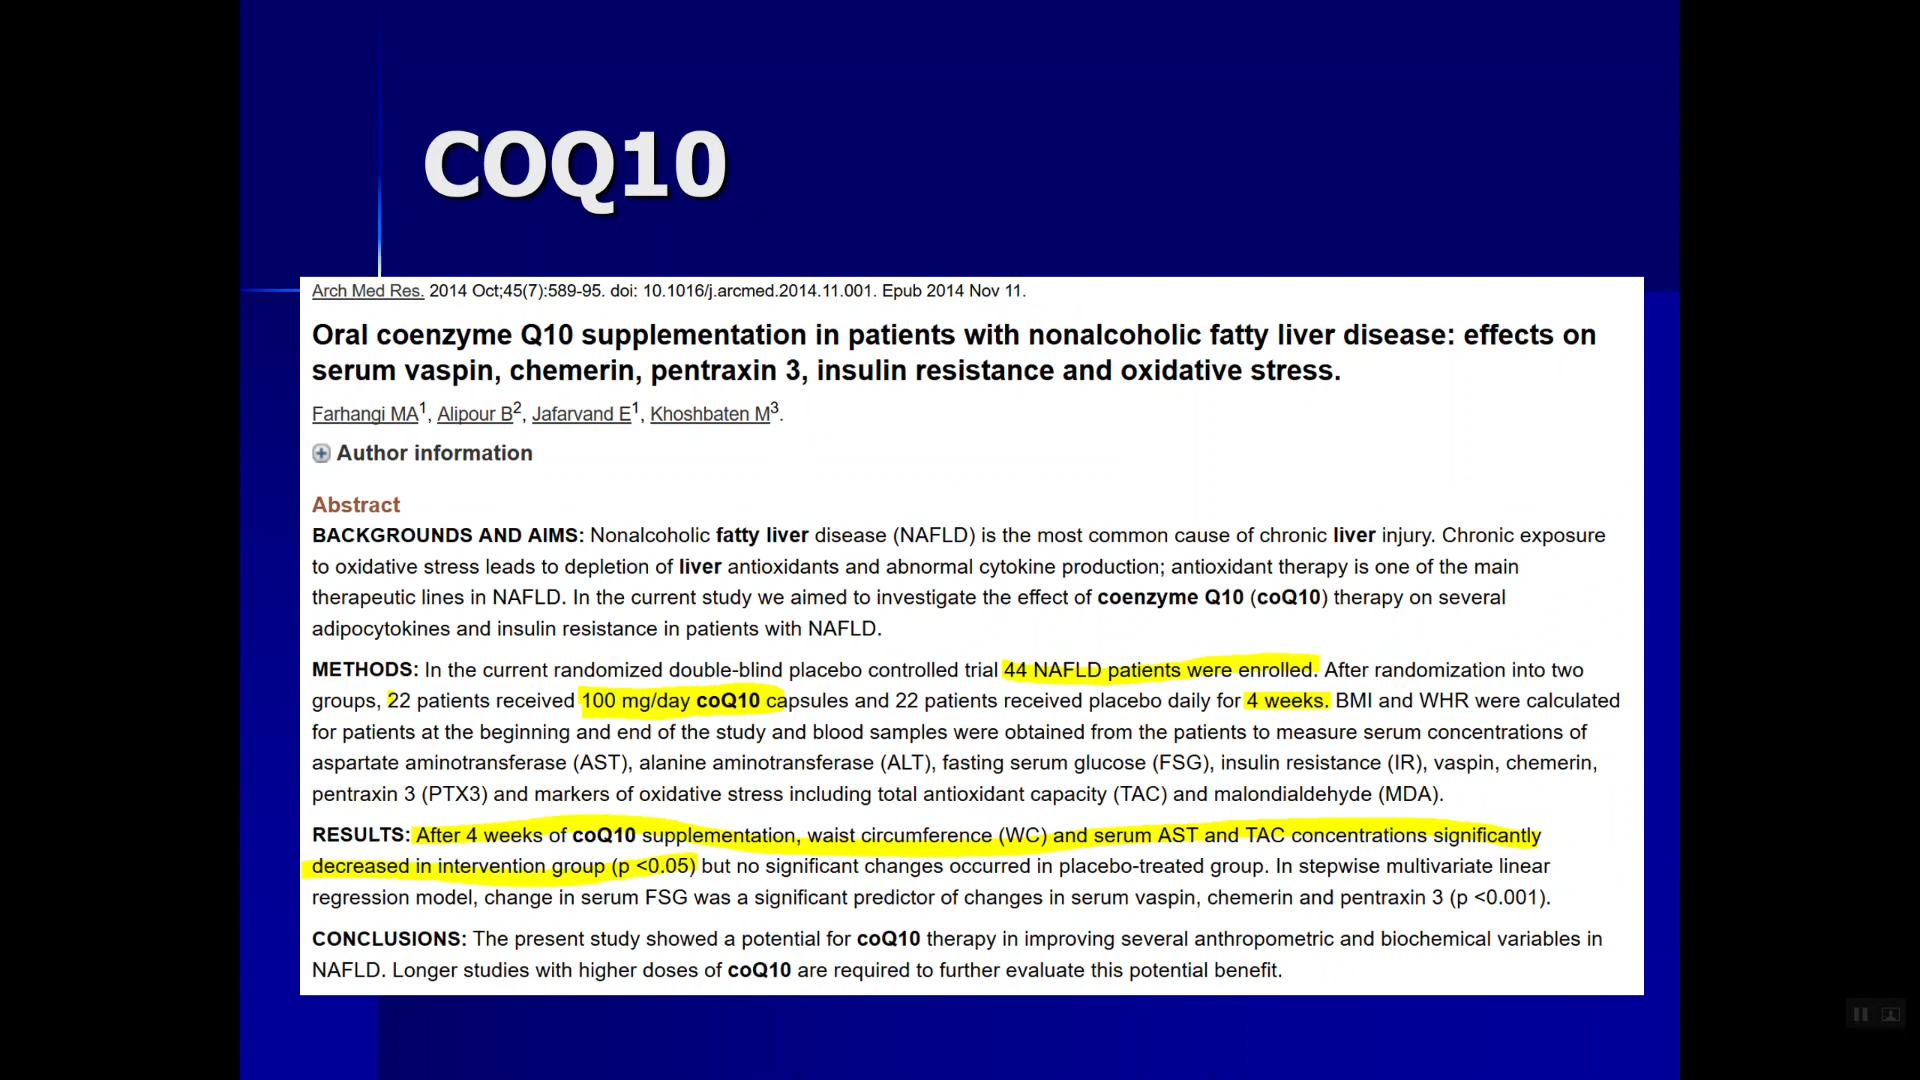 COQ10
Arch Med Res. 2014 Oct;45(7):589-95. doi: 10.1016/j.arcmed.2014.11.001. Epub 2014 Nov 11.
Oral coenzyme Q10 supplementation in patients with nonalcoholic fatty liver disease: effects on
serum vaspin, chemerin, pentraxin 3, insulin resistance and oxidative stress.
Farhangi MA1, Alipour B2, Jafarvand E1, Khoshbaten M3.
Author information
Abstract
BACKGROUNDS AND AIMS: Nonalcoholic fatty liver disease (NAFLD) is the most common cause of chronic liver injury. Chronic exposure
to oxidative stress leads to depletion of liver antioxidants and abnormal cytokine production; antioxidant therapy is one of the main
therapeutic lines in NAFLD. In the current study we aimed to investigate the effect of coenzyme Q10 (coQ10) therapy on several
adipocytokines and insulin resistance in patients with NAFLD.
METHODS: In the current randomized double-blind placebo controlled trial 44 NAFLD patients were enrolled. After randomization into two
groups, 22 patients received 100 mg/day coQ10 capsules and 22 patients received placebo daily for 4 weeks. BMI and WHR were calculated
for patients at the beginning and end of the study and blood samples were obtained from the patients to measure serum concentrations of
aspartate aminotransferase (AST), alanine aminotransferase (ALT), fasting serum glucose (FSG), insulin resistance (IR), vaspin, chemerin,
pentraxin 3 (PTX3) and markers of oxidative stress including total antioxidant capacity (TAC) and malondialdehyde (MDA).
RESULTS: After 4 weeks of coQ10 supplementation, waist circumference (WC) and serum AST and TAC concentrations significantly
decreased in intervention group (p <0.05) but no significant changes occurred in placebo-treated group. In stepwise multivariate linear
regression model, change in serum FSG was a significant predictor of changes in serum vaspin, chemerin and pentraxin 3 (p <0.001).
CONCLUSIONS: The present study showed a potential for coQ10 therapy in improving several anthropometric and biochemical variables in
NAFLD. Longer studies with higher doses of coQ10 are required to further evaluate this potential benefit.